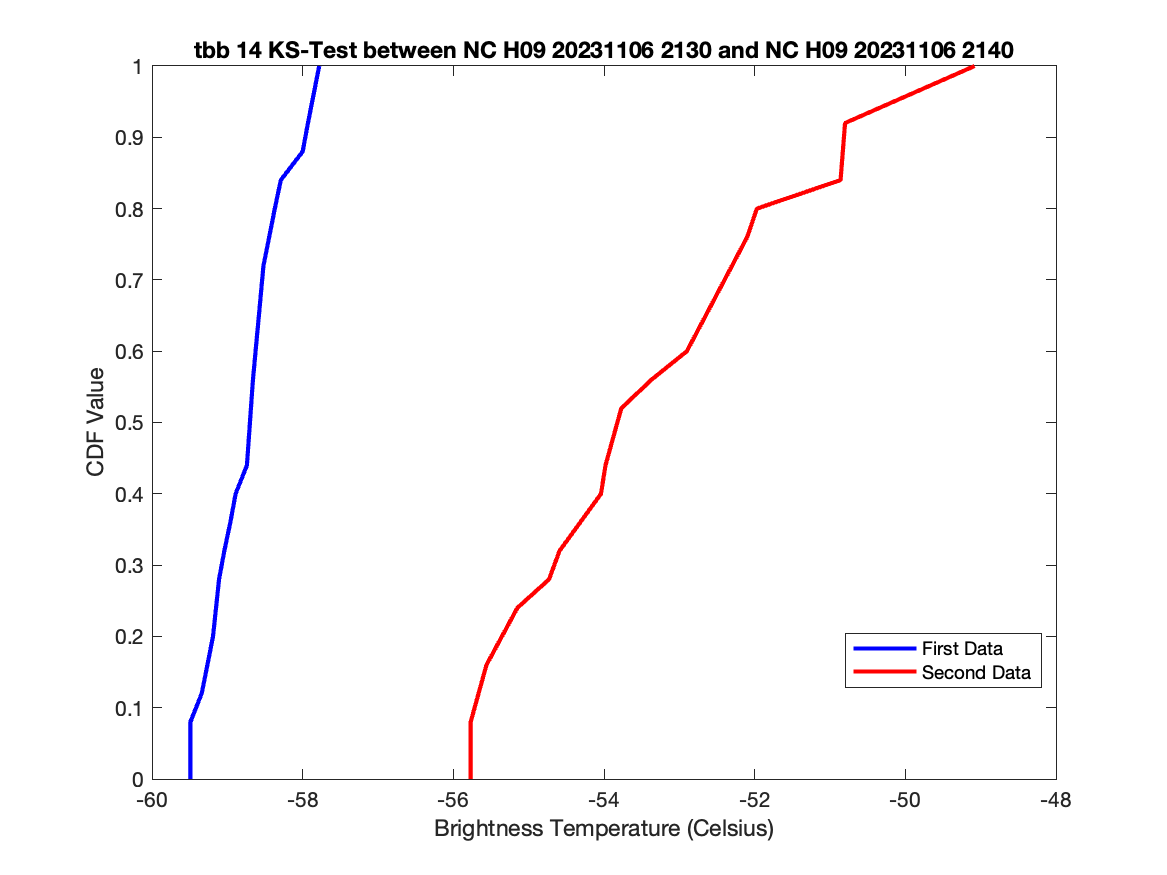 tbb 14 KS-Test between NC H09 20231106 2130 and NC H09 20231106 2140
1
0.9
0.8
0.7
0.6
0.5
0.4
0.3
0.2
0.1
0
CDF Value
First Data
Second Data
-60 -58 -56 -54 -52 -50 -48
Brightness Temperature (Celsius)